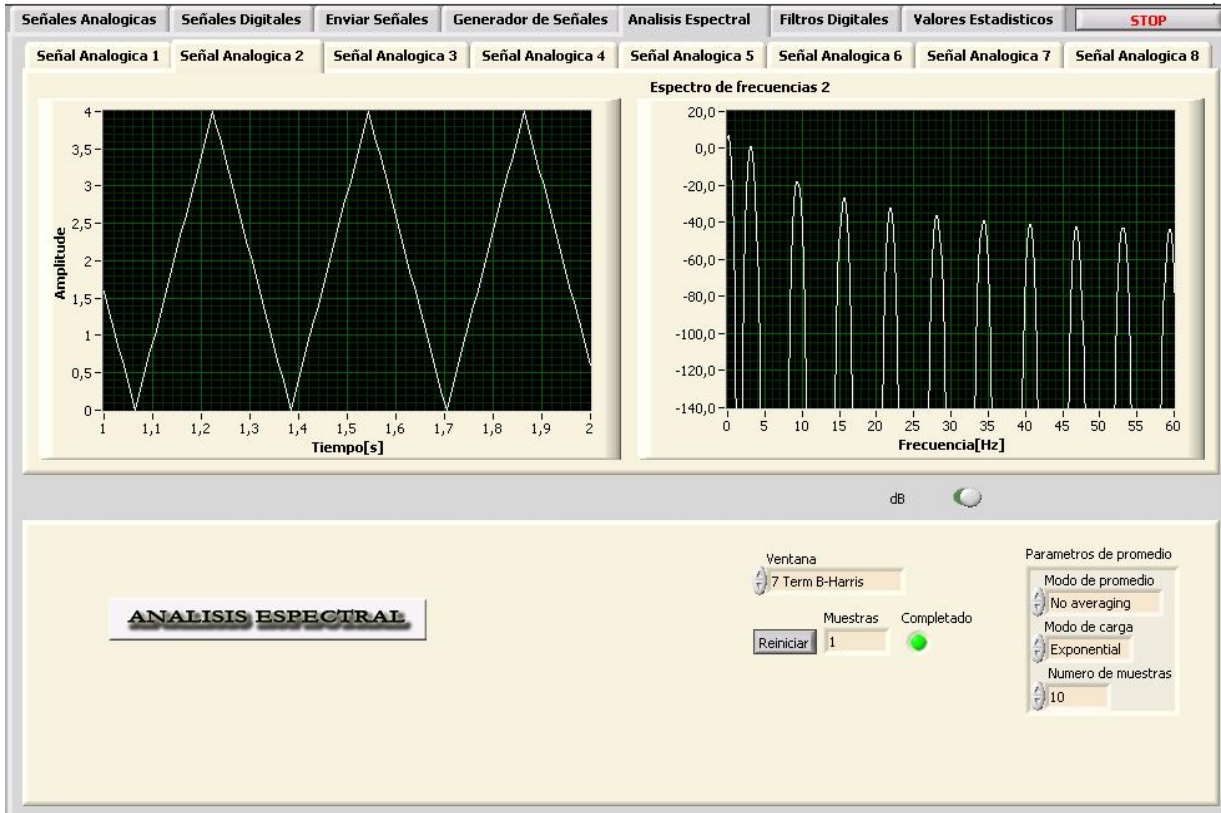 Señales Analogicas Señales Digitales Enviar Señales Generador de Señales Analisis Espectral Filtros Digitales Valores Estadisticos STOP
Señal Analogica 1 Señal Analogica 2 Señal Analogica 3 Señal Analogica 4 Señal Analogica 5 Señal Analogica 6 Señal Analogica 7 Señal Analogica 8
Amplitude
4
3,5
3
2,5
2
1,5
1
0,5
0
1 1,1 1,2 1,3 1,4 1,5 1,6 1,7 1,8 1,9 2
Tiempo[s]
Espectro de frecuencias 2
20,0
0,0
-20,0
-40,0
-60,0
-80,0
-100,0
-120,0
-140,0
0 5 10 15 20 25 30 35 40 45 50 55 60
Frecuencia[Hz]
dB
ANALISIS ESPECTRAL
Ventana
7 Term B-Harris
Muestras Completado
Reiniciar 1
Parametros de promedio
Modo de promedio
No averaging
Modo de carga
Exponential
Numero de muestras
10